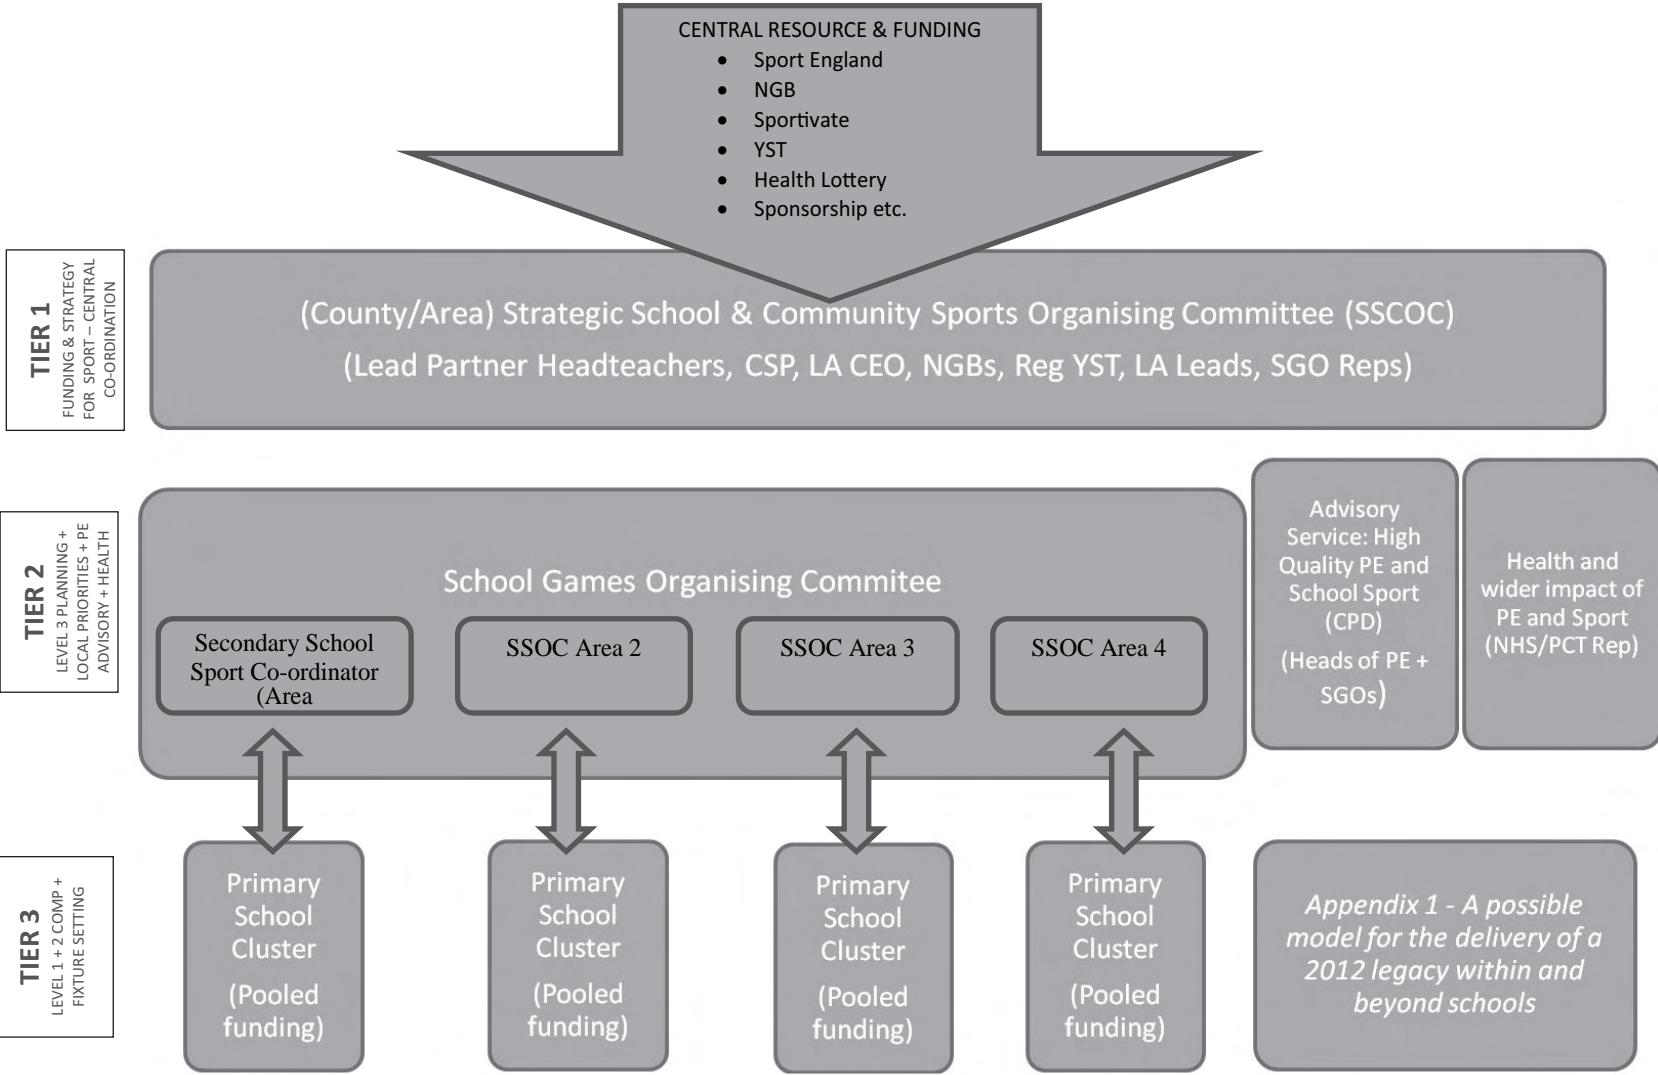 CENTRAL RESOURCE & FUNDING
• Sport England
• NGB
• Sportivate
• YST
• Health Lottery
• Sponsorship etc.
TIER 1
FUNDING & STRATEGY
FOR SPORT – CENTRAL
CO-ORDINATION
(County/Area) Strategic School & Community Sports Organising Committee (SSCOC)
(Lead Partner Headteachers, CSP, LA CEO, NGBs, Reg YST, LA Leads, SGO Reps)
TIER 2
LEVEL 3 PLANNING +
LOCAL PRIORITIES + PE
ADVISORY + HEALTH
School Games Organising Commitee
Secondary School
Sport Co-ordinator
(Area
SSOC Area 2
SSOC Area 3
SSOC Area 4
Advisory
Service: High
Quality PE and
School Sport
(CPD)
(Heads of PE +
SGOs)
Health and
wider impact of
PE and Sport
(NHS/PCT Rep)
TIER 3
LEVEL 1 + 2 COMP +
FIXTURE SETTING
Primary
School
Cluster
(Pooled
funding)
Primary
School
Cluster
(Pooled
funding)
Primary
School
Cluster
(Pooled
funding)
Primary
School
Cluster
(Pooled
funding)
Appendix 1 - A possible
model for the delivery of a
2012 legacy within and
beyond schools